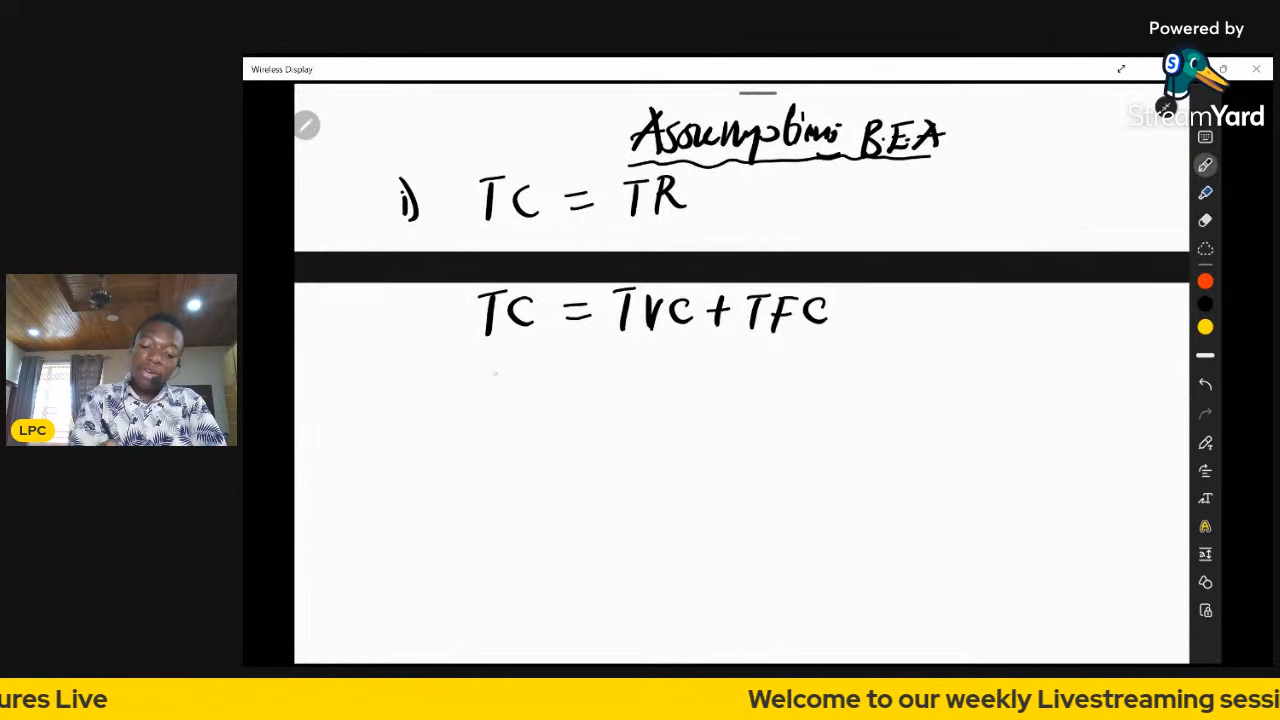 Powered by
StreamYard
Wireless Display
Assumptions B.E.A
i) TC = TR
TC = TVC + TFC
LPC
ures Live
Welcome to our weekly Livestreaming sessi